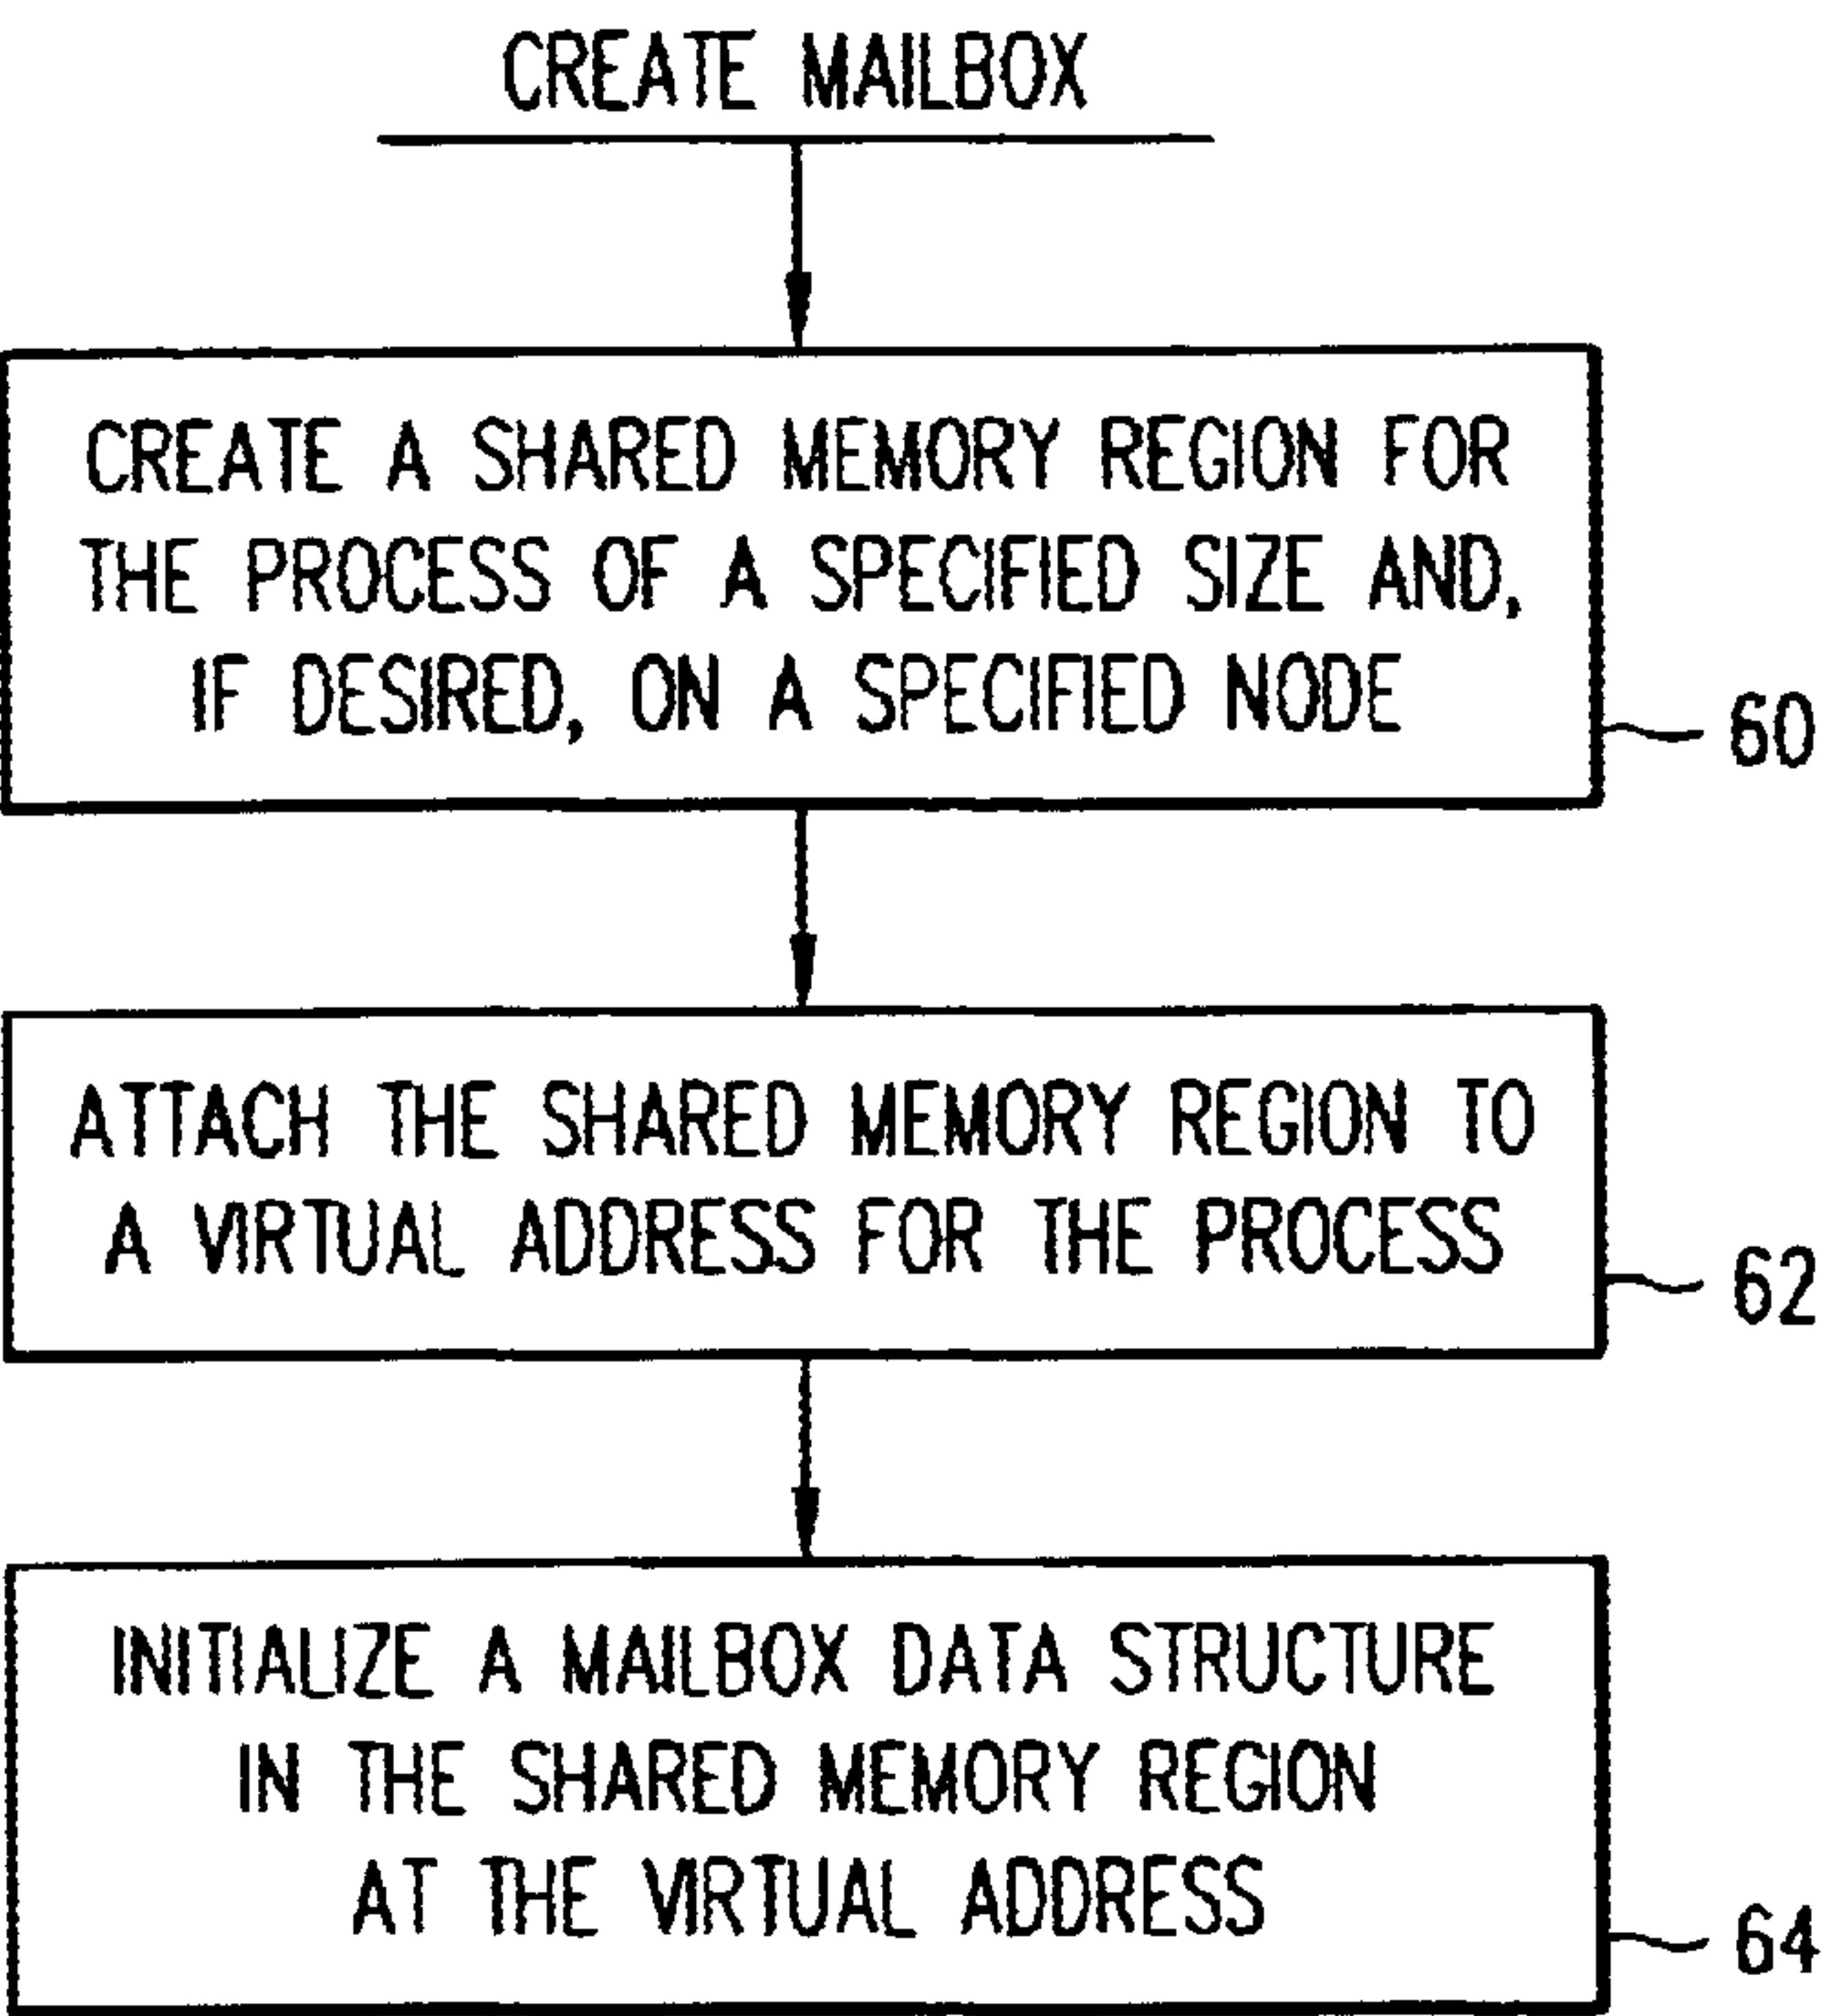 CREATE MAILBOX
CREATE A SHARED MEMORY REGION FOR
THE PROCESS OF A SPECIFIED SIZE AND,
IF DESIRED, ON A SPECIFIED NODE
60
ATTACH THE SHARED MEMORY REGION TO
A VIRTUAL ADDRESS FOR THE PROCESS
62
INITIALIZE A MAILBOX DATA STRUCTURE
IN THE SHARED MEMORY REGION
AT THE VIRTUAL ADDRESS
64